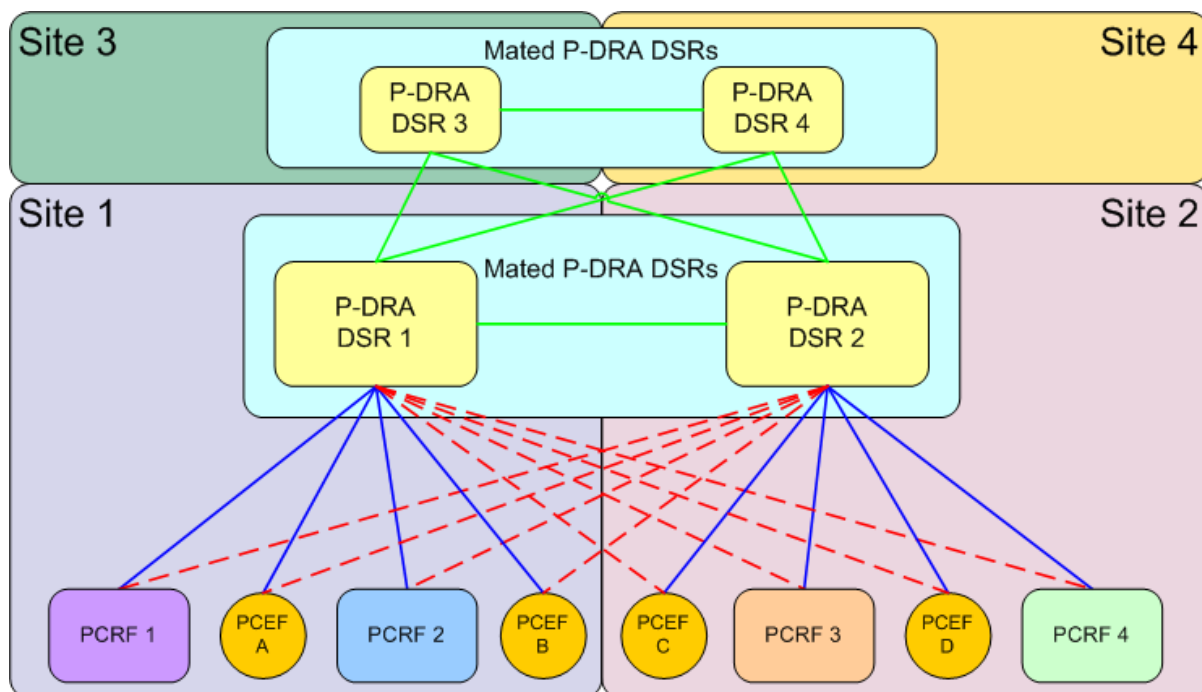 Site 3
Mated P-DRA DSRs
Site 4
P-DRA
DSR 3
P-DRA
DSR 4
Site 1
Mated P-DRA DSRs
Site 2
P-DRA
DSR 1
P-DRA
DSR 2
PCRF 1
PCEF
A
PCRF 2
PCEF
B
PCEF
C
PCRF 3
PCEF
D
PCRF 4